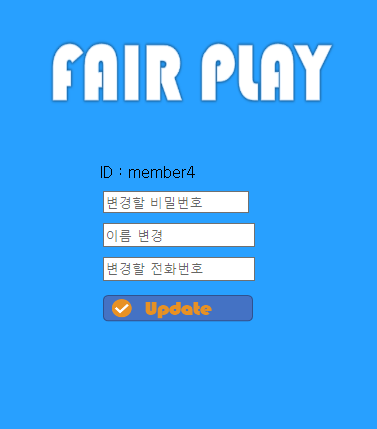 FAIR PLAY
ID : member4
변경할 비밀번호
이름 변경
변경할 전화번호
Update